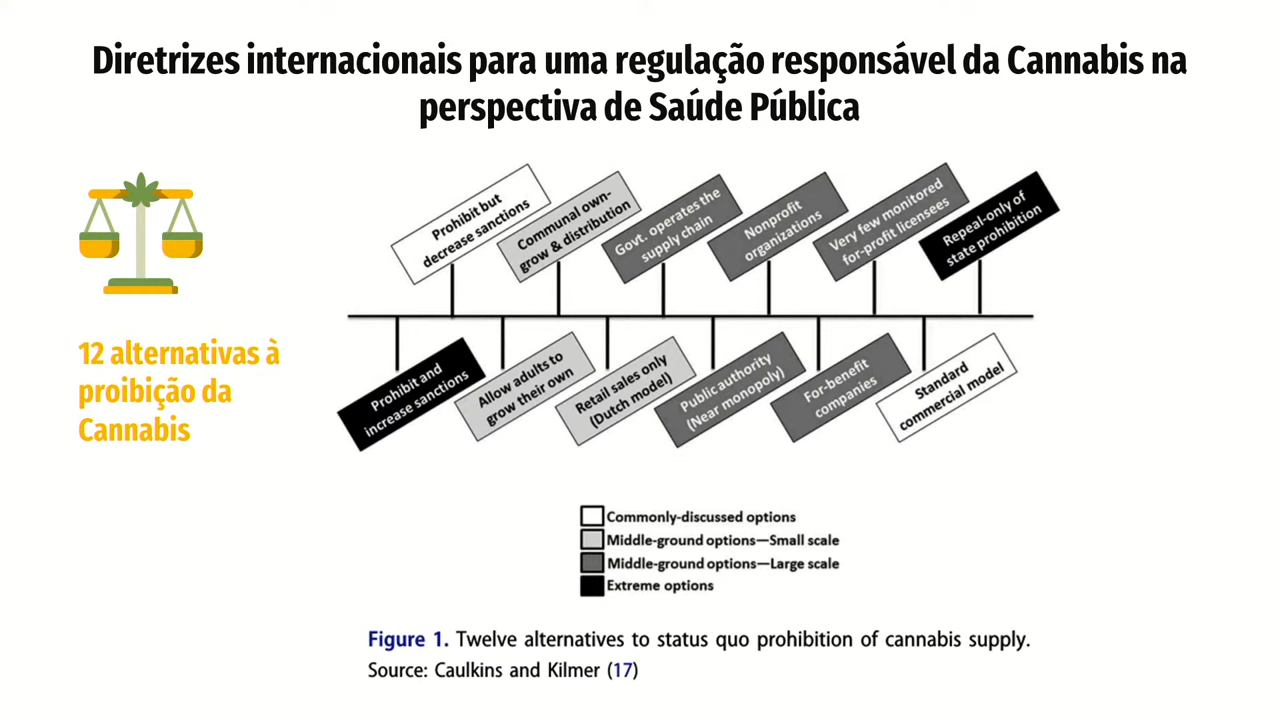 Diretrizes internacionais para uma regulação responsável da Cannabis na
perspectiva de Saúde Pública
12 alternativas à
proibição da
Cannabis
Prohibit but
decrease sanctions
Communal own-
grow & distribution
Govt. operates the
supply chain
Nonprofit
organizations
Very few monitored
for-profit licensees
Repeal-only of
state prohibition
Prohibit and
increase sanctions
Allow adults to
grow their own
Retail sales only
(Dutch model)
Public authority
(Near monopoly)
For-benefit
companies
Standard
commercial model
Commonly-discussed options
Middle-ground options—Small scale
Middle-ground options—Large scale
Extreme options
Figure 1. Twelve alternatives to status quo prohibition of cannabis supply.
Source: Caulkins and Kilmer (17)